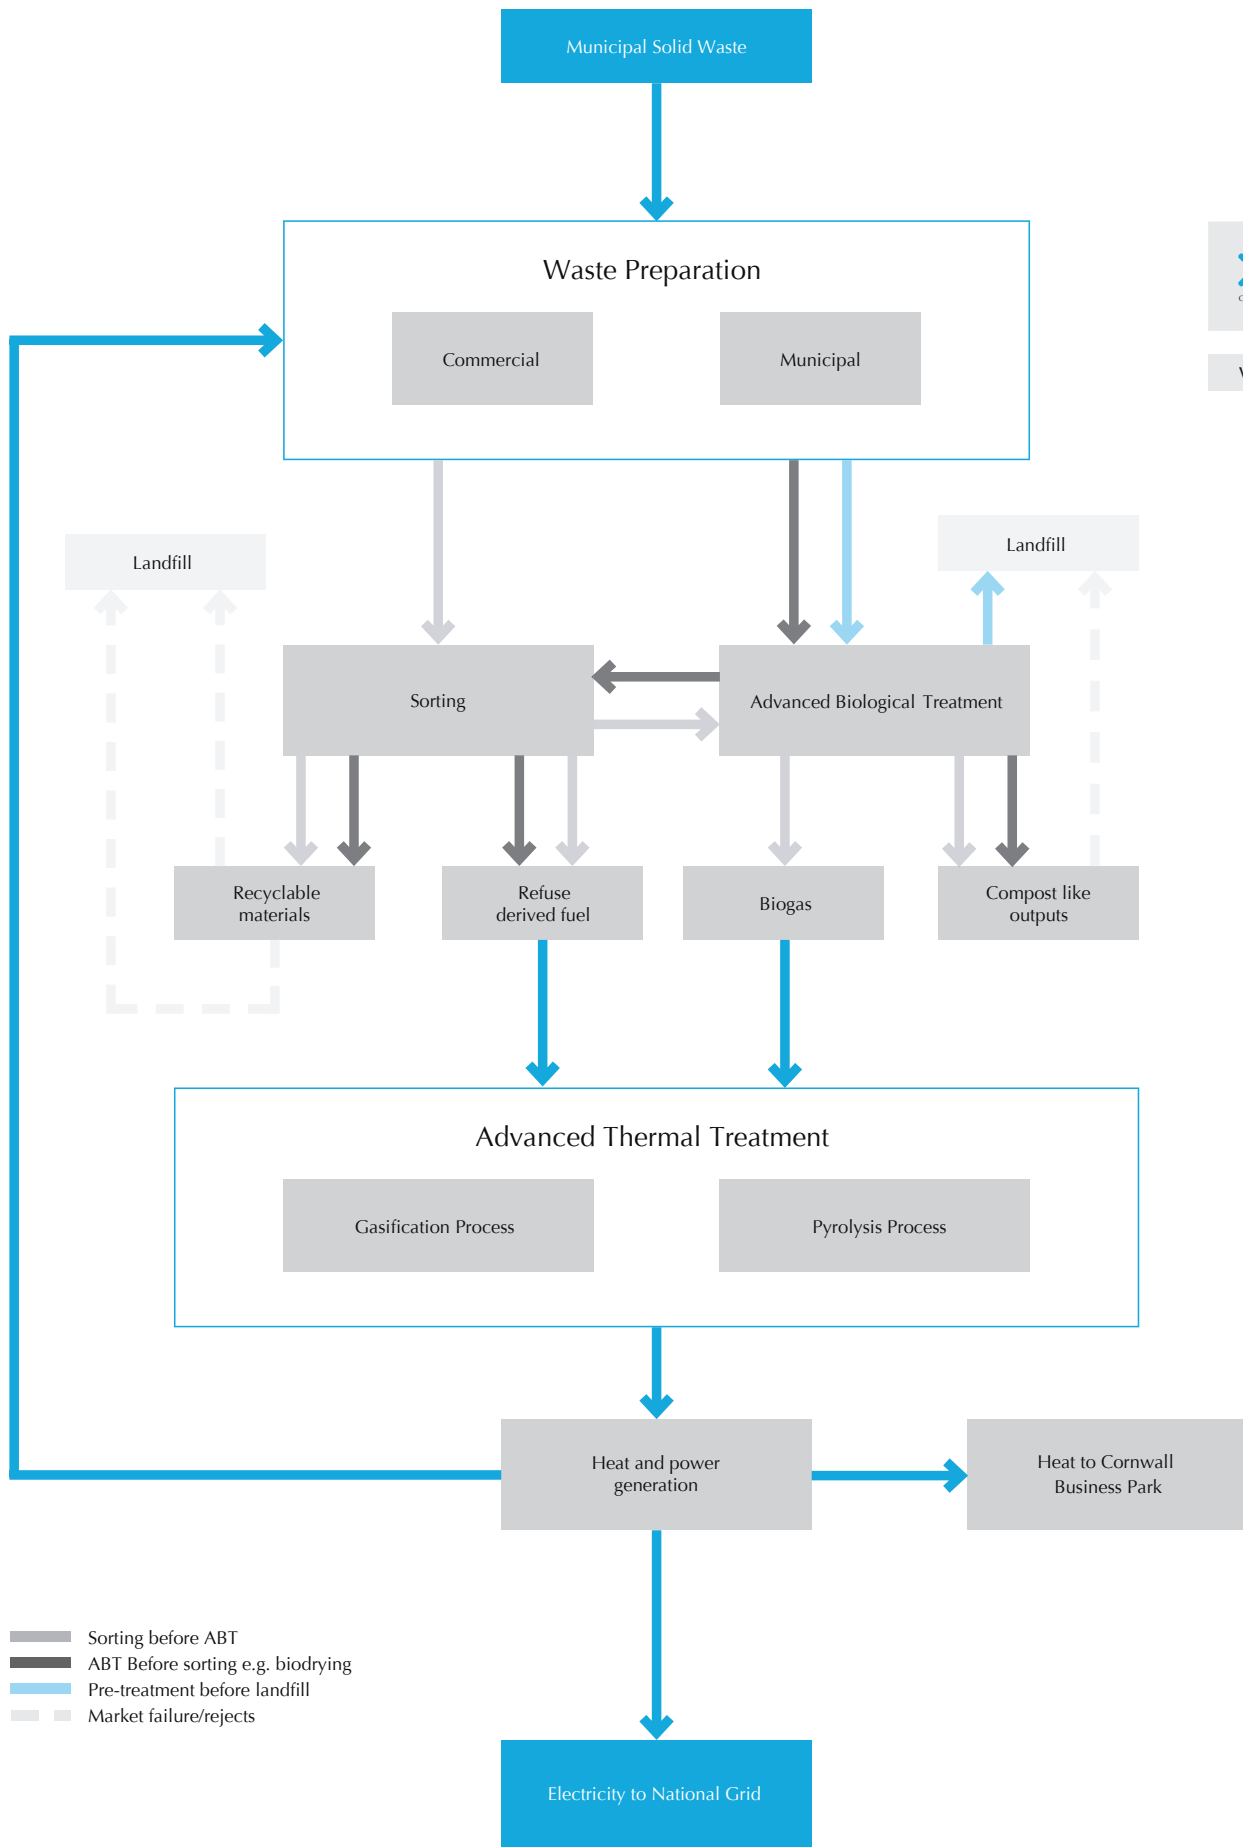 Municipal Solid Waste
Waste Preparation
Commercial
Municipal
Landfill
Landfill
Sorting
Advanced Biological Treatment
Recyclable
materials
Refuse
derived fuel
Biogas
Compost like
outputs
Advanced Thermal Treatment
Gasification Process
Pyrolysis Process
Heat and power
generation
Heat to Cornwall
Business Park
Sorting before ABT
ABT Before sorting e.g. biodrying
Pre-treatment before landfill
Market failure/rejects
Electricity to National Grid